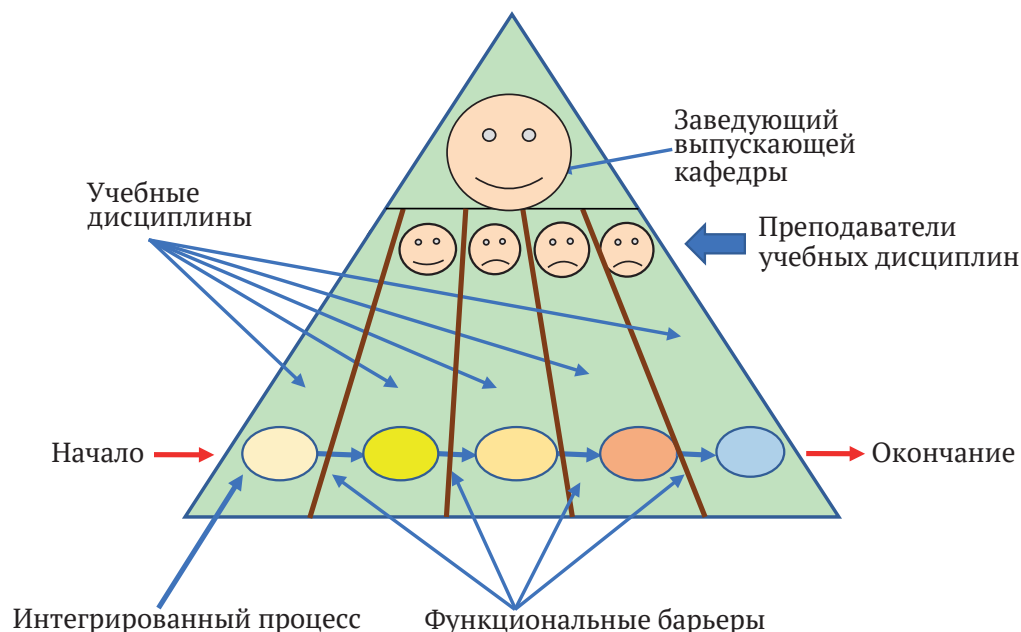 Заведующий
выпускающей
кафедры
Учебные
дисциплины
Преподаватели
учебных дисциплин
Начало
Окончание
Интегрированный процесс
Функциональные барьеры